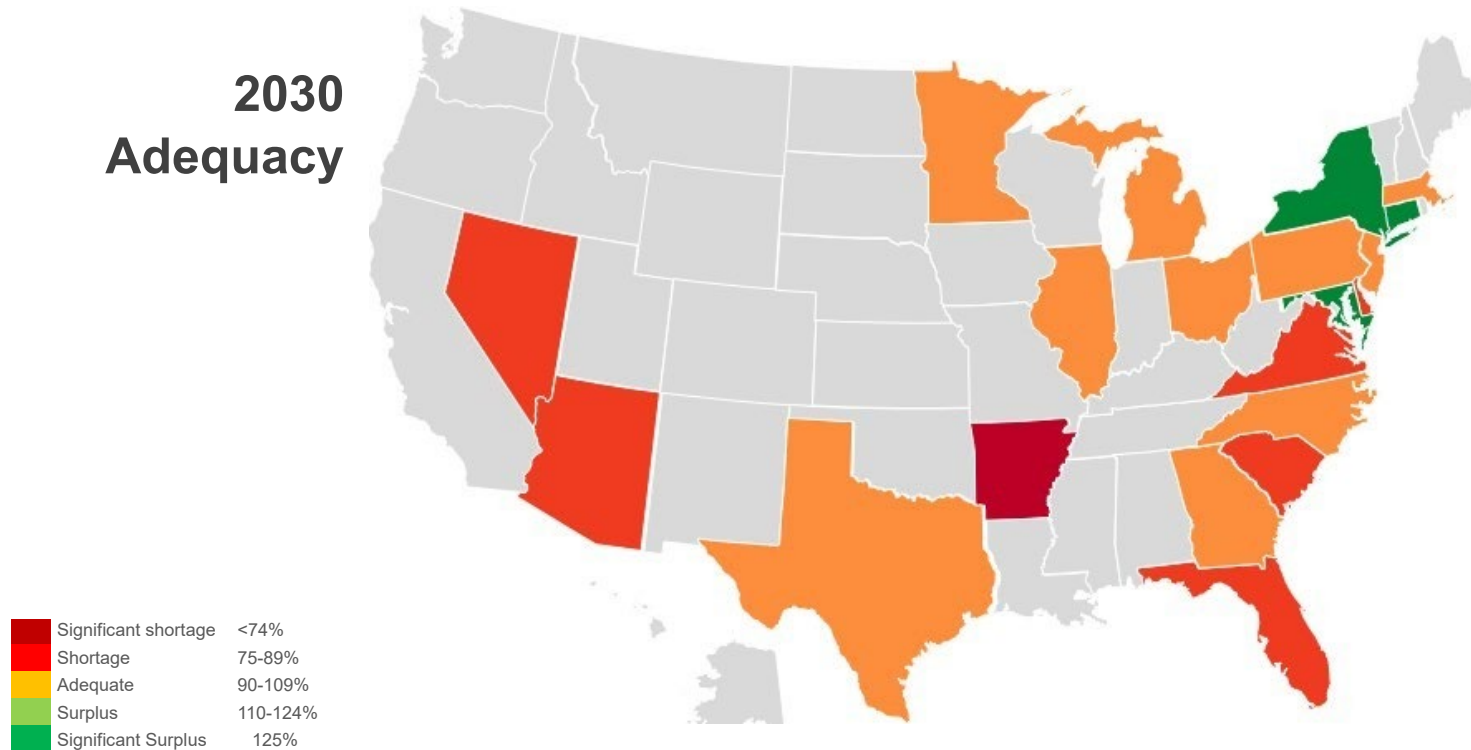 2030
Adequacy
Significant shortage <74%
Shortage 75-89%
Adequate 90-109%
Surplus 110-124%
Significant Surplus 125%